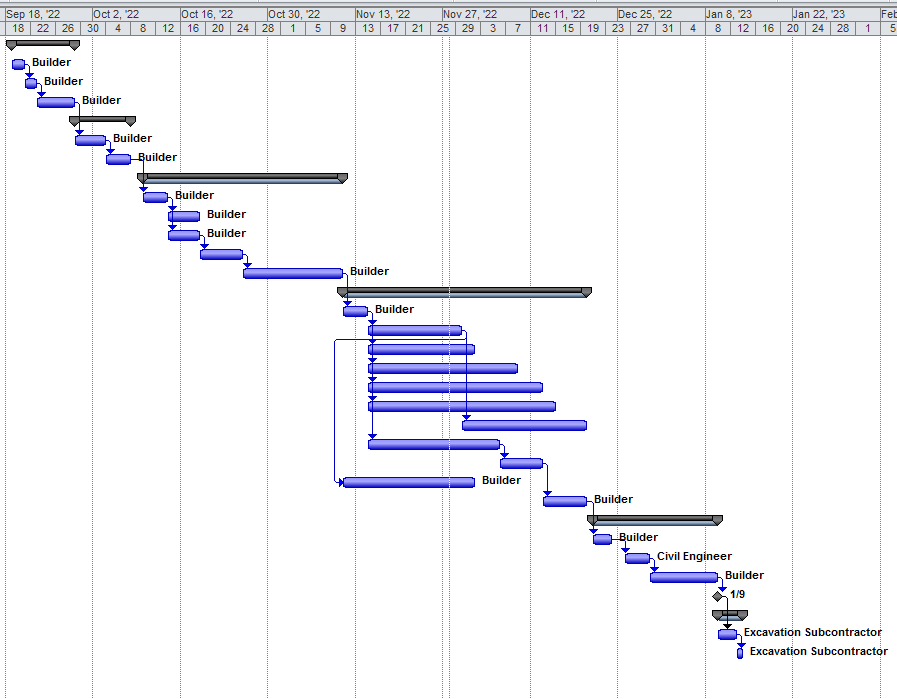 Sep 18, '22 Oct 2, '22 Oct 16, '22 Oct 30, '22 Nov 13, '22 Nov 27, '22 Dec 11, '22 Dec 25, '22 Jan 8, '23 Jan 22, '23 Feb
18 22 26 30 4 8 12 16 20 24 28 1 5 9 13 17 21 25 29 3 7 11 15 19 23 27 31 4 8 12 16 20 24 28 1 5
Builder
Builder
Builder
Builder
Builder
Builder
Builder
Builder
Builder
Builder
Builder
Builder
Builder
Civil Engineer
Builder
1/9
Excavation Subcontractor
Excavation Subcontractor